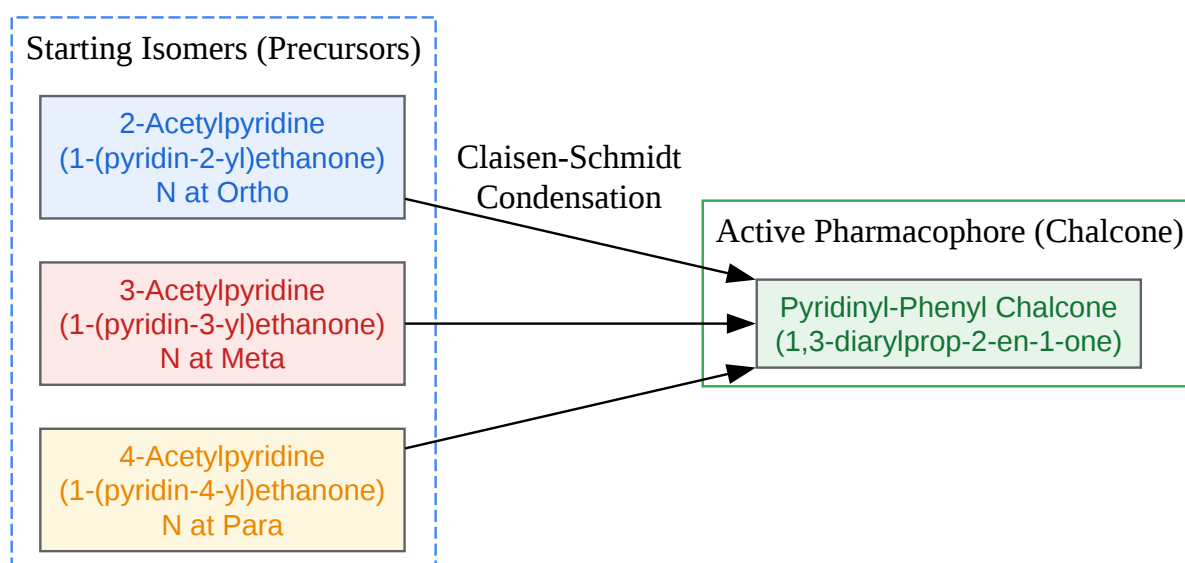 Starting Isomers (Precursors)
2-Acetylpyridine
(1-(pyridin-2-yl)ethanone)
N at Ortho
3-Acetylpyridine
(1-(pyridin-3-yl)ethanone)
N at Meta
4-Acetylpyridine
(1-(pyridin-4-yl)ethanone)
N at Para
Claisen-Schmidt
Condensation
Active Pharmacophore (Chalcone)
Pyridinyl-Phenyl Chalcone
(1,3-diarylprop-2-en-1-one)